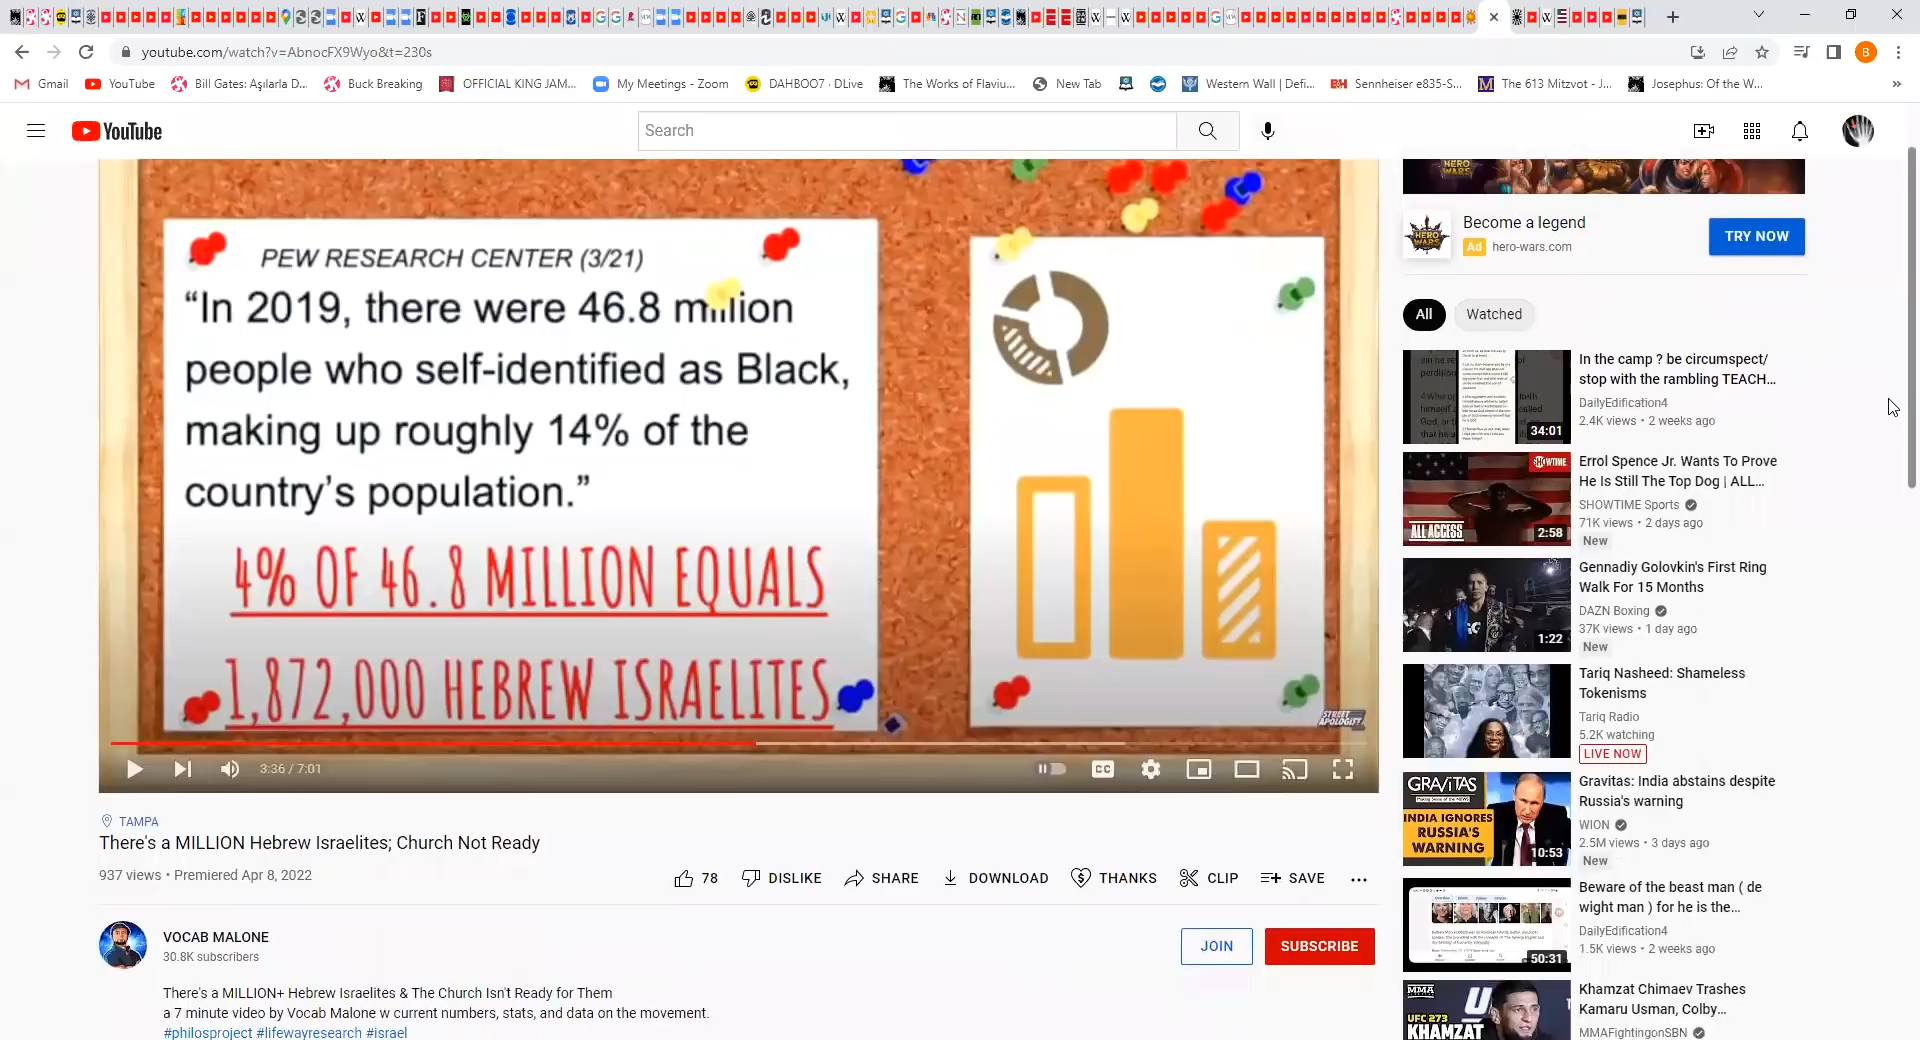 youtube.com/watch?v=AbnocFX9Wyo&t=230s
B
Gmail
YouTube
Bill Gates: Aşılarla D...
Buck Breaking
OFFICIAL KING JAM...
My Meetings - Zoom
DAHBOO7 · DLive
The Works of Flaviu...
New Tab
Western Wall | Defi...
Sennheiser e835-S...
The 613 Mitzvot - J...
Josephus: Of the W...
YouTube
Search
PEW RESEARCH CENTER (3/21)
“In 2019, there were 46.8 million
people who self-identified as Black,
making up roughly 14% of the
country’s population.”
4% OF 46.8 MILLION EQUALS
1,872,000 HEBREW ISRAELITES
STREET
APOLOGIST
3:36 / 7:01
CC
TAMPA
There's a MILLION Hebrew Israelites; Church Not Ready
937 views • Premiered Apr 8, 2022
78
DISLIKE
SHARE
DOWNLOAD
THANKS
CLIP
SAVE
VOCAB MALONE
30.8K subscribers
JOIN
SUBSCRIBE
There's a MILLION+ Hebrew Israelites & The Church Isn't Ready for Them
a 7 minute video by Vocab Malone w current numbers, stats, and data on the movement.
#philosproject #lifewayresearch #israel
HERO
WARS
Become a legend
Ad hero-wars.com
TRY NOW
All
Watched
34:01
In the camp ? be circumspect/
stop with the rambling TEACH...
DailyEdification4
2.4K views • 2 weeks ago
SHOWTIME
ALL
ACCESS
2:58
Errol Spence Jr. Wants To Prove
He Is Still The Top Dog | ALL...
SHOWTIME Sports
71K views • 2 days ago
New
1:22
Gennadiy Golovkin's First Ring
Walk For 15 Months
DAZN Boxing
37K views • 1 day ago
New
Tariq Nasheed: Shameless
Tokenisms
Tariq Radio
5.2K watching
LIVE NOW
GRAVITAS
INDIA IGNORES
RUSSIA'S
WARNING
10:53
Gravitas: India abstains despite
Russia's warning
WION
2.5M views • 3 days ago
New
50:31
Beware of the beast man ( de
wight man ) for he is the...
DailyEdification4
1.5K views • 2 weeks ago
MMA
UFC 273
KHAMZAT
Khamzat Chimaev Trashes
Kamaru Usman, Colby...
MMAFightingonSBN